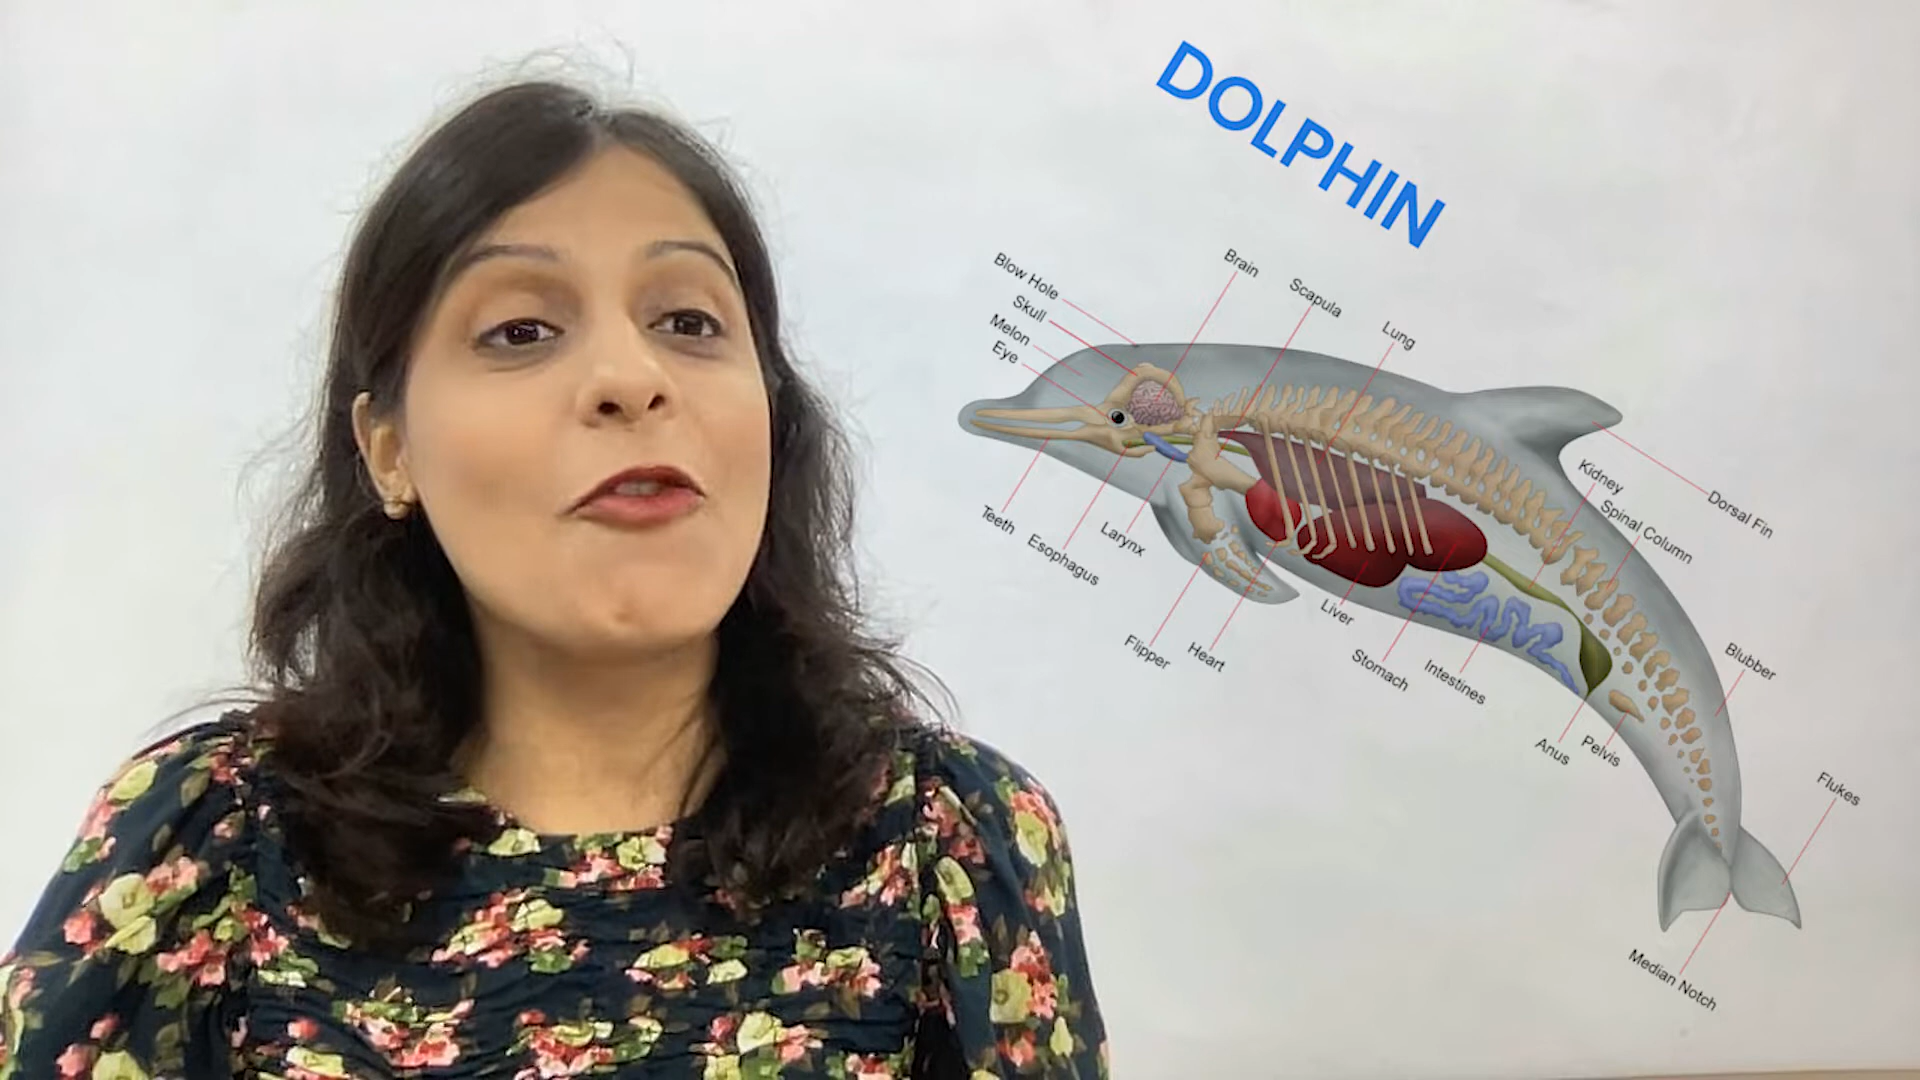 DOLPHIN
Blow Hole
Skull
Melon
Eye
Brain
Scapula
Lung
Kidney
Spinal Column
Dorsal Fin
Teeth
Esophagus
Larynx
Flipper
Heart
Liver
Stomach
Intestines
Anus
Pelvis
Blubber
Flukes
Median Notch